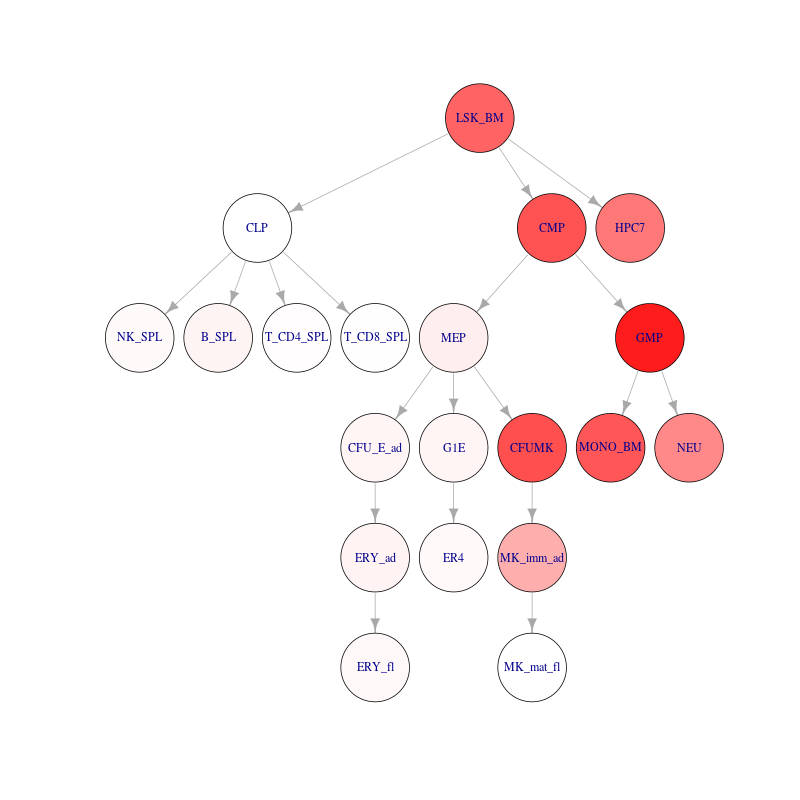 LSK_BM
CLP
CMP
HPC7
NK_SPL
B_SPL
T_CD4_SPL
T_CD8_SPL
MEP
GMP
CFU_E_ad
G1E
CFUMK
MONO_BM
NEU
ERY_ad
ER4
MK_imm_ad
ERY_fl
MK_mat_fl